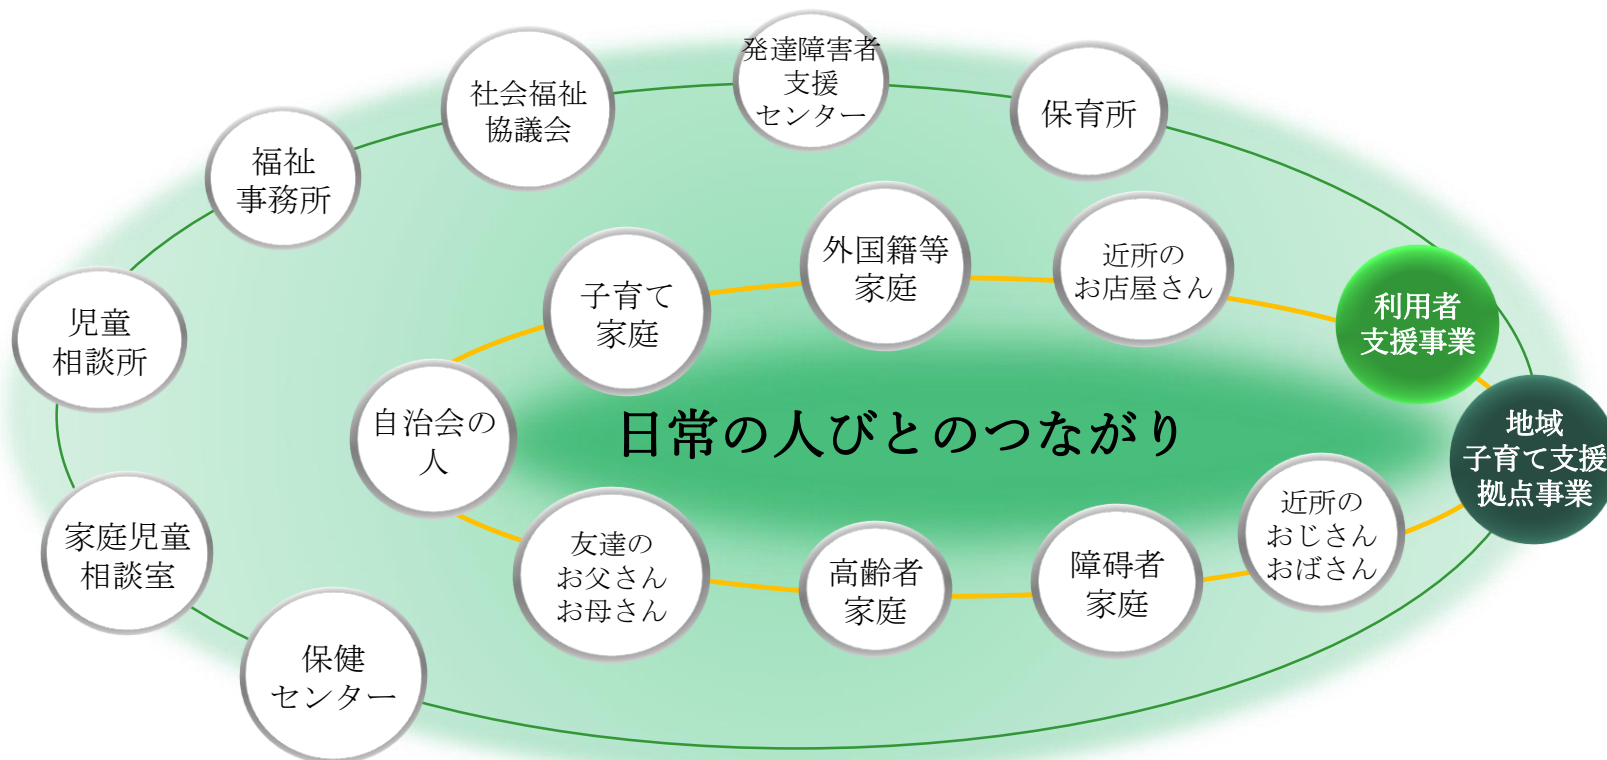 発達障害者
支援
センター
社会福祉
協議会
保育所
福祉
事務所
外国籍等
家庭
近所の
お店屋さん
子育て
家庭
利用者
支援事業
児童
相談所
日常の人びとのつながり
自治会の
人
地域
子育て支援
拠点事業
家庭児童
相談室
友達の
お父さん
お母さん
高齢者
家庭
障碍者
家庭
近所の
おじさん
おばさん
保健
センター